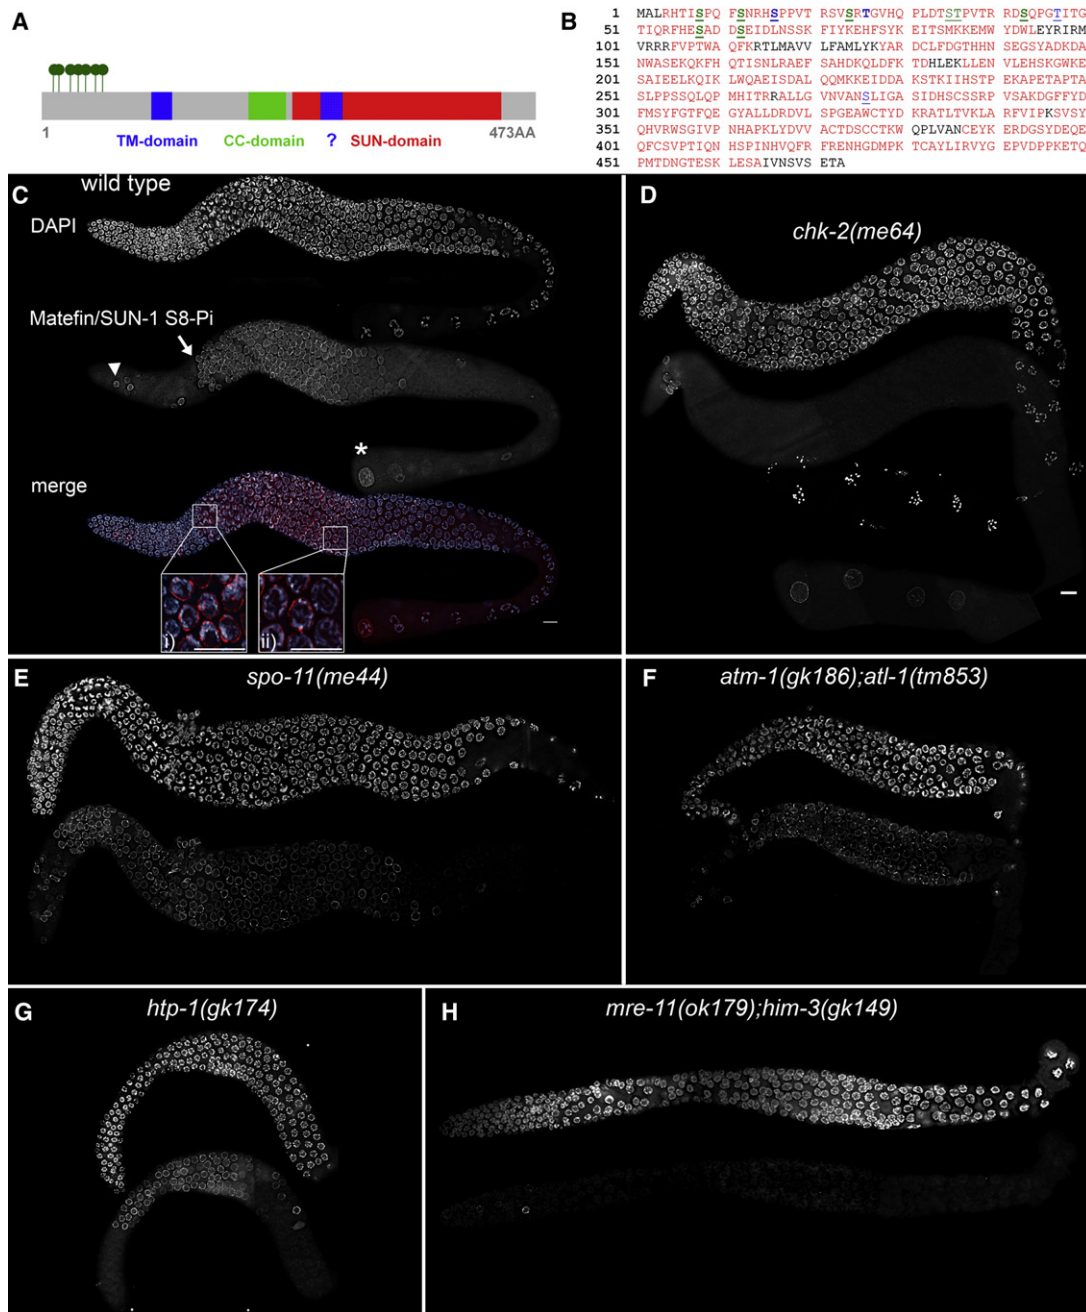 A
1
473AA
TM-domain
CC-domain
?
SUN-domain
B
1 MALRHTISPQ FSNRHSPPVT RSVSRTGVHQ PLDTSTPVTR RDSQPGTITG
51 TIQRFHESAD DSEIDLNSSK FIYKEHFSYK EITSMKKEMW YDWLEYRIRM
101 VRRRFVPTWA QFKRTLMAVV LFAMLYKYAR DCLFDGTHHN SEGSYADKDA
151 NWASEKQKFH QTISNLRAEF SAHDKQLDFK TDHLEKLLEN VLEHSKGWKE
201 SAIEELKQIK LWQAEISDAL QQMKKEIDDA KSTKIIHSTP EKAPETAPTA
251 SLPPSSQLQP MHITRRALLG VNVANSLIGA SIDHSCSSRP VSAKDGFFYD
301 FMSYFGTFQE GYALLDRDVL SPGEAWCTYD KRATLTVKLA RFVIPKSVSY
351 QHVRWSGIVP NHAPKLYDVV ACTDSCCTKW QPLVANCEYK ERDGSYDEQE
401 QFCSVPTIQN HSPINHVQFR FRENHGDMPK TCAYLIRVYG EPVDPPKETQ
451 PMTDNGTESK LESAIVNSVS ETA
C
wild type
DAPI
Matefin/SUN-1 S8-Pi
*
merge
i)
ii)
D
chk-2(me64)
E
spo-11(me44)
F
atm-1(gk186);atl-1(tm853)
G
htp-1(gk174)
H
mre-11(ok179);him-3(gk149)